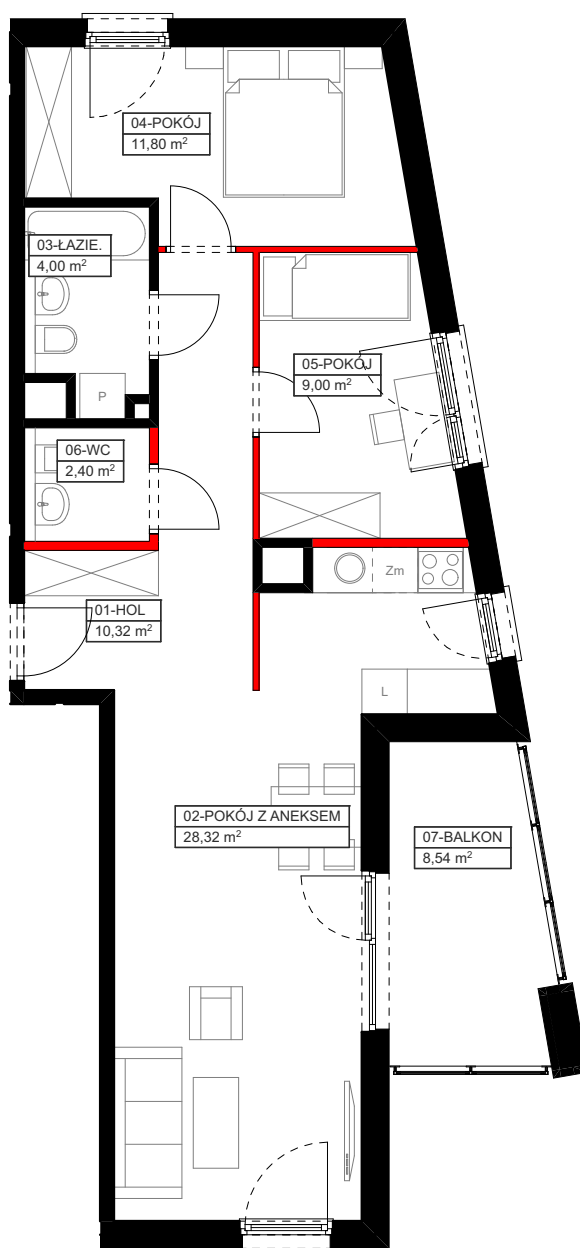 04-POKÓJ
11,80 m²
03-ŁAZIE.
4,00 m²
05-POKÓJ
9,00 m²
P
06-WC
2,40 m²
Zm
01-HOL
10,32 m²
L
02-POKÓJ Z ANEKSEM
28,32 m²
07-BALKON
8,54 m²